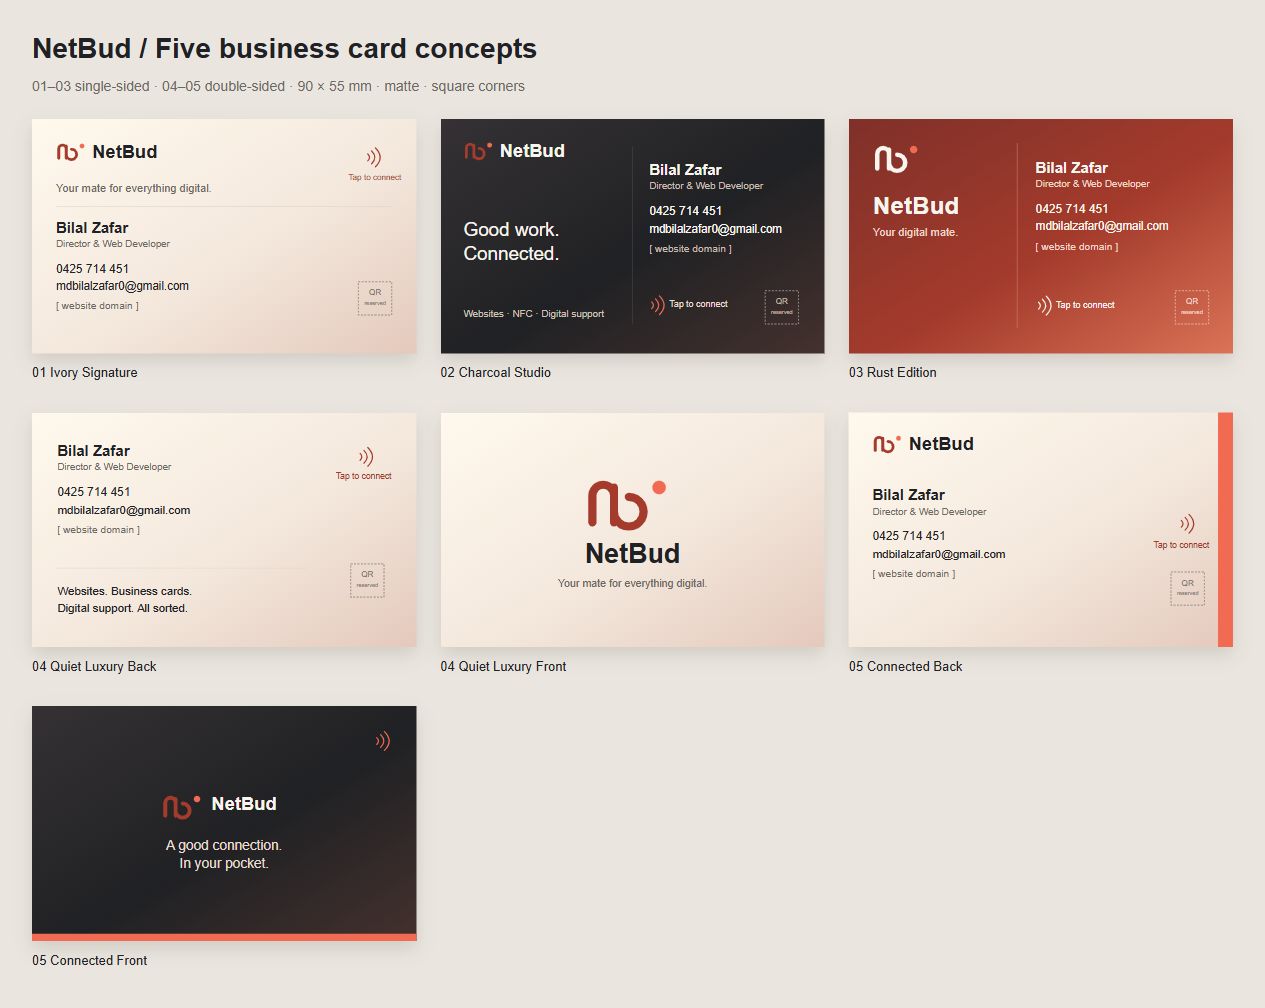 NetBud / Five business card concepts
01–03 single-sided · 04–05 double-sided · 90 × 55 mm · matte · square corners
NetBud
Your mate for everything digital.
Tap to connect
Bilal Zafar
Director & Web Developer
0425 714 451
mdbilalzafar0@gmail.com
[ website domain ]
QR
reserved
01 Ivory Signature
NetBud
Good work.
Connected.
Websites · NFC · Digital support
Bilal Zafar
Director & Web Developer
0425 714 451
mdbilalzafar0@gmail.com
[ website domain ]
Tap to connect
QR
reserved
02 Charcoal Studio
NetBud
Your digital mate.
Bilal Zafar
Director & Web Developer
0425 714 451
mdbilalzafar0@gmail.com
[ website domain ]
Tap to connect
QR
reserved
03 Rust Edition
Bilal Zafar
Director & Web Developer
0425 714 451
mdbilalzafar0@gmail.com
[ website domain ]
Tap to connect
Websites. Business cards.
Digital support. All sorted.
QR
reserved
04 Quiet Luxury Back
NetBud
Your mate for everything digital.
04 Quiet Luxury Front
NetBud
Bilal Zafar
Director & Web Developer
0425 714 451
mdbilalzafar0@gmail.com
[ website domain ]
Tap to connect
QR
reserved
05 Connected Back
NetBud
A good connection.
In your pocket.
05 Connected Front